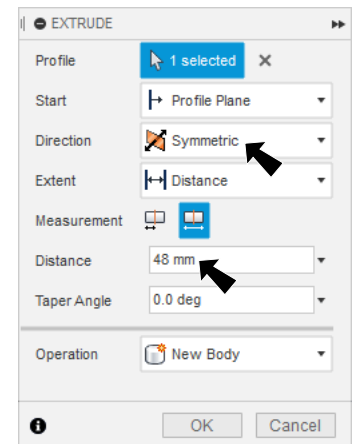 EXTRUDE
Profile 1 selected
Start Profile Plane
Direction Symmetric
Extent Distance
Measurement
Distance 48 mm
Taper Angle 0.0 deg
Operation New Body
OK Cancel